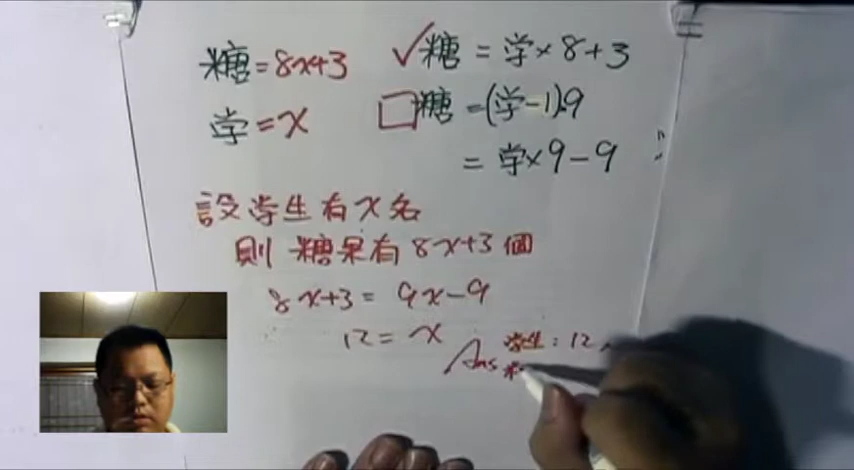 糖=8x+3 ✓糖=学×8+3
学=x □糖=(学-1)9
=学×9-9
設学生有x名
則糖果有8x+3個
8x+3=9x-9
12=x
Ans 学生:12